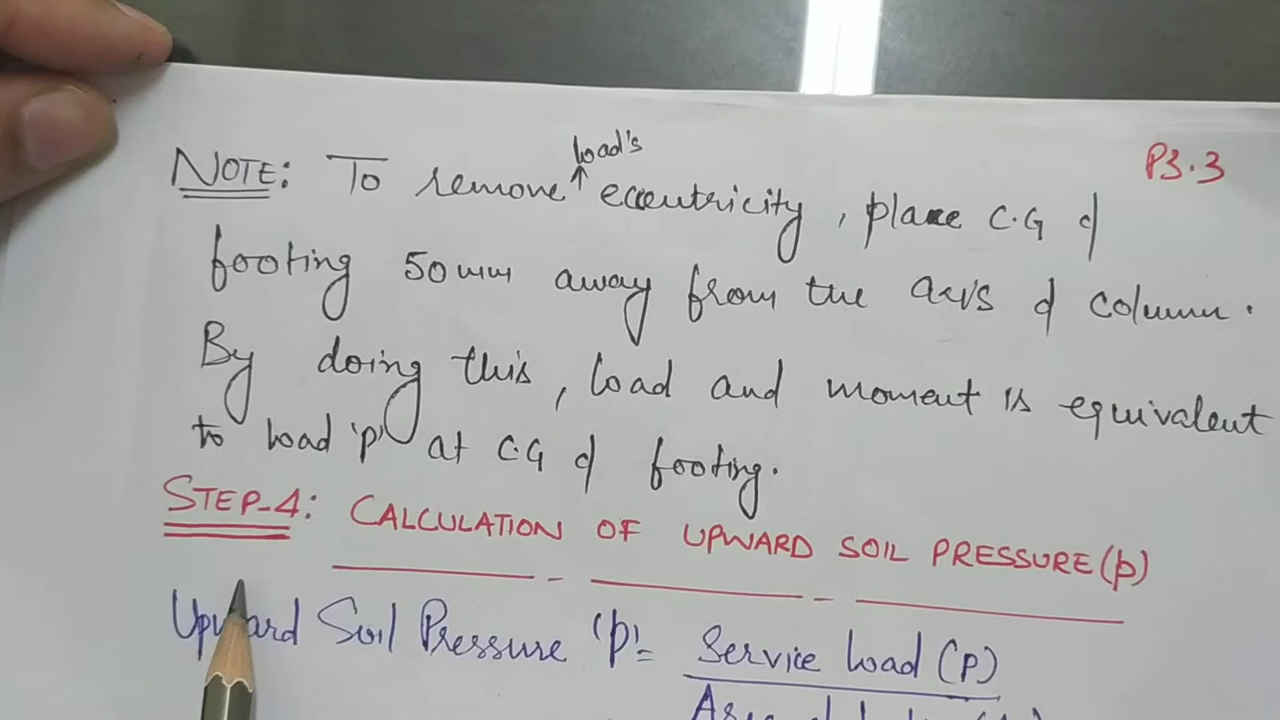 P3.3
load's
NOTE: To remove ↑ eccentricity, place C.G of
footing 50mm away from the axis of column.
By doing this, load and moment is equivalent
to load 'p' at C.G of footing.
STEP-4: CALCULATION OF UPWARD SOIL PRESSURE (p)
Upward Soil Pressure 'p' = Service load (P)